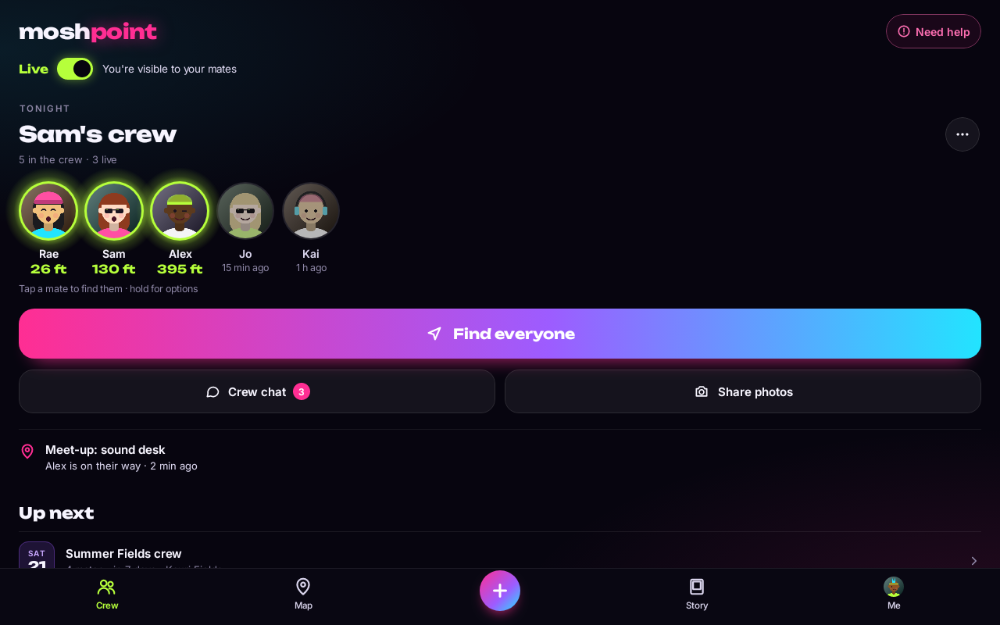 moshpoint
Need help
Live
You're visible to your mates
TONIGHT
Sam's crew
5 in the crew · 3 live
Rae
26 ft
Sam
130 ft
Alex
395 ft
Jo
15 min ago
Kai
1 h ago
Tap a mate to find them · hold for options
Find everyone
Crew chat 3
Share photos
Meet-up: sound desk
Alex is on their way · 2 min ago
Up next
SAT
21
Summer Fields crew
Crew
Map
Story
Me